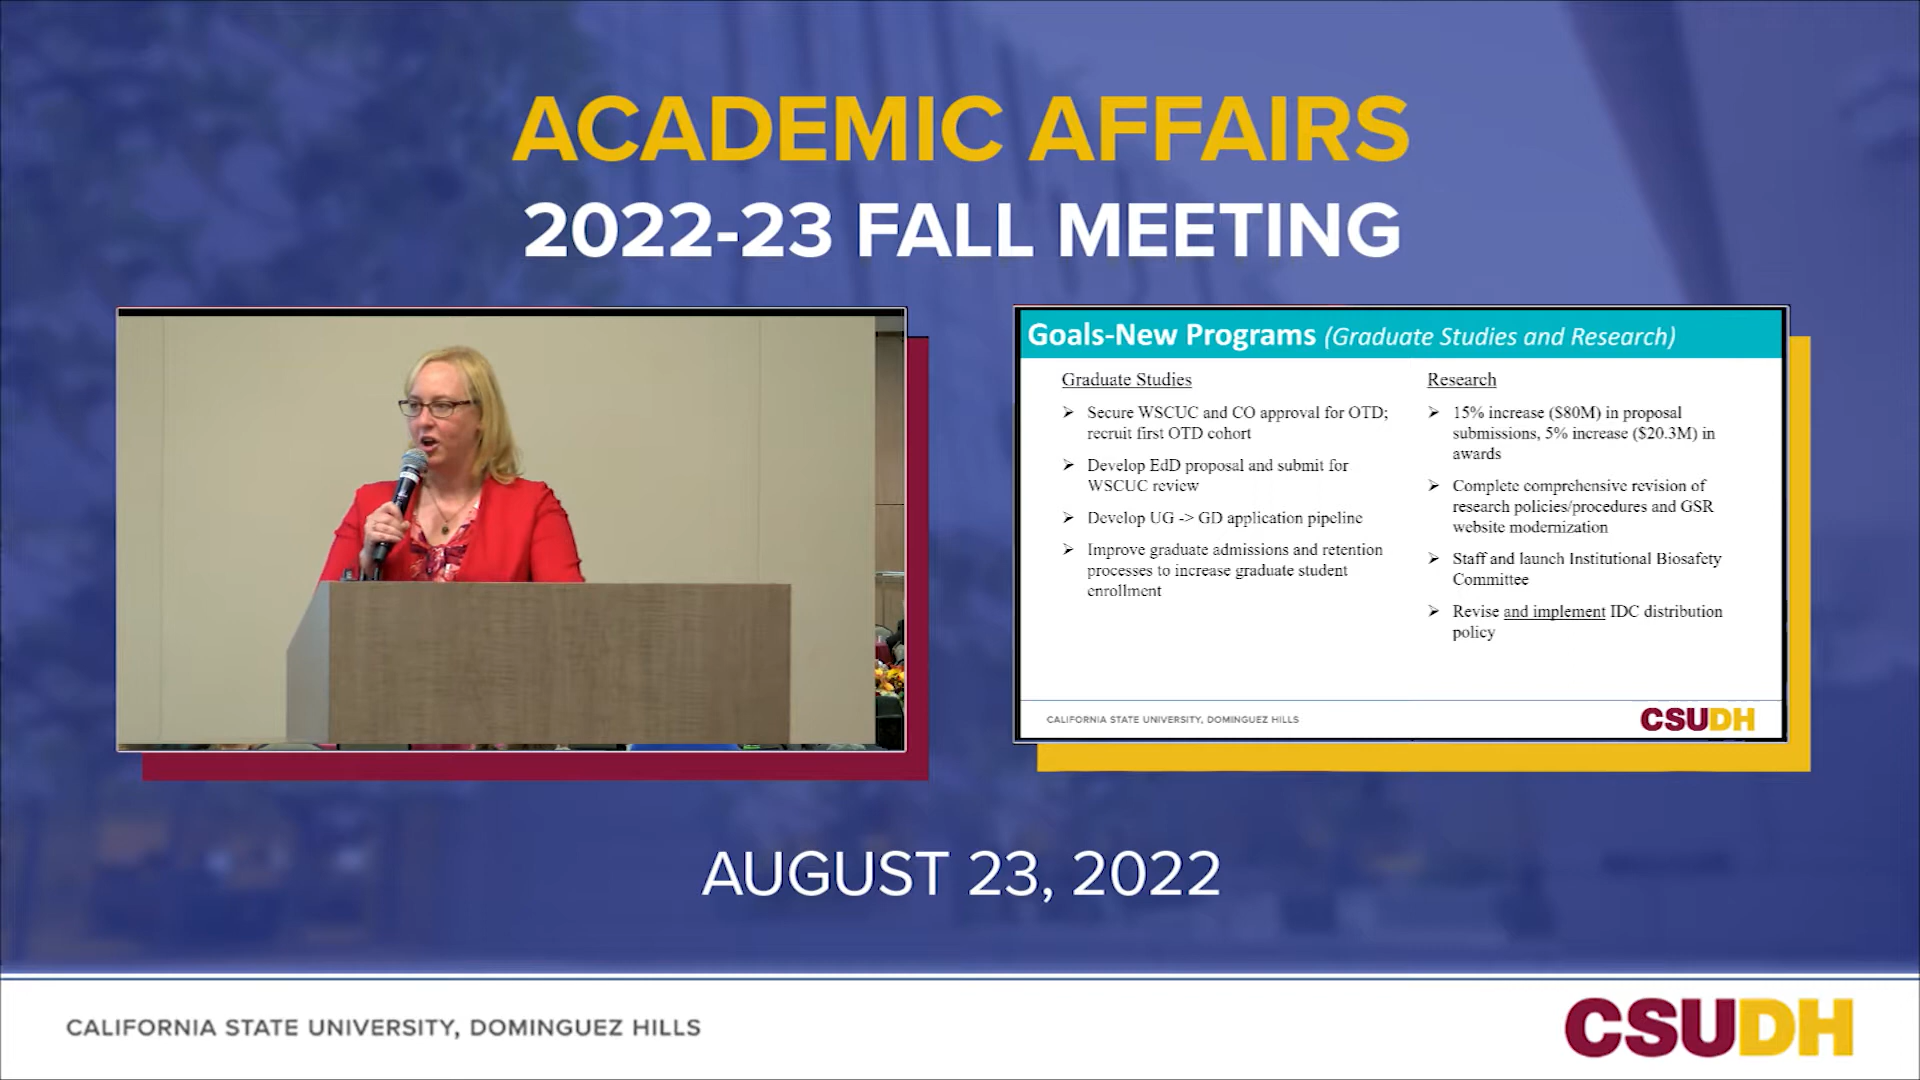 ACADEMIC AFFAIRS
2022-23 FALL MEETING
Goals-New Programs (Graduate Studies and Research)
Graduate Studies
➢ Secure WSCUC and CO approval for OTD;
recruit first OTD cohort
➢ Develop EdD proposal and submit for
WSCUC review
➢ Develop UG -> GD application pipeline
➢ Improve graduate admissions and retention
processes to increase graduate student
enrollment
Research
➢ 15% increase ($80M) in proposal
submissions, 5% increase ($20.3M) in
awards
➢ Complete comprehensive revision of
research policies/procedures and GSR
website modernization
➢ Staff and launch Institutional Biosafety
Committee
➢ Revise and implement IDC distribution
policy
CALIFORNIA STATE UNIVERSITY, DOMINGUEZ HILLS
CSUDH
AUGUST 23, 2022
CALIFORNIA STATE UNIVERSITY, DOMINGUEZ HILLS
CSUDH